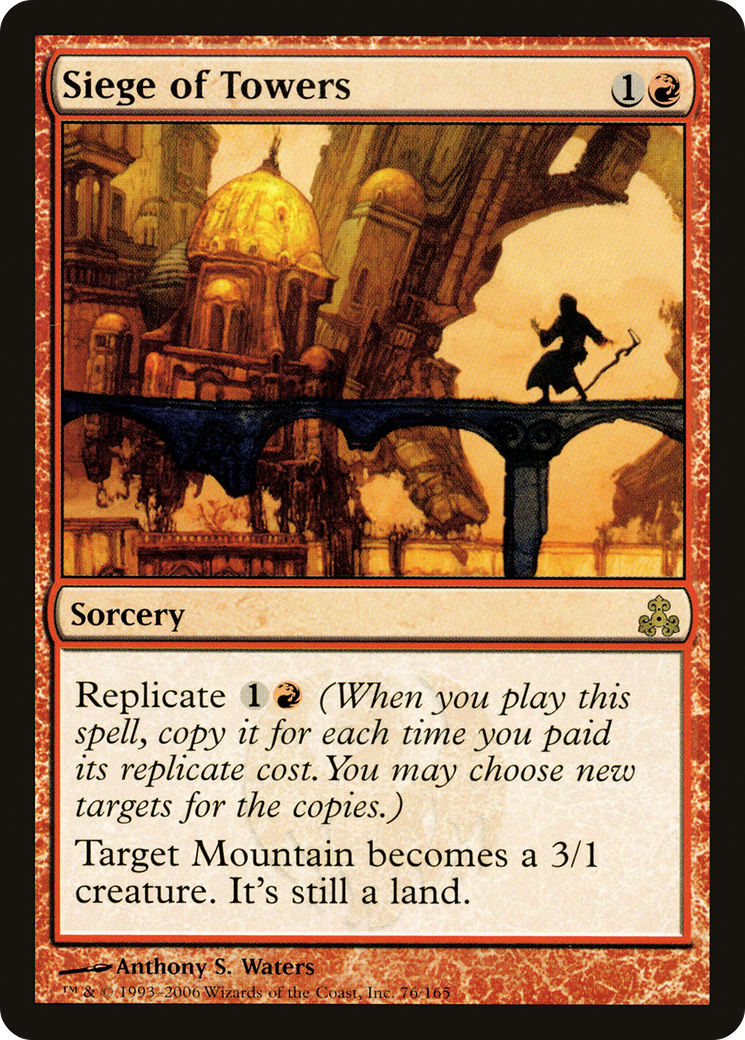 Siege of Towers 1
Sorcery
Replicate 1 (When you play this
spell, copy it for each time you paid
its replicate cost. You may choose new
targets for the copies.)
Target Mountain becomes a 3/1
creature. It's still a land.
Anthony S. Waters
™ & © 1993–2006 Wizards of the Coast, Inc. 76/165